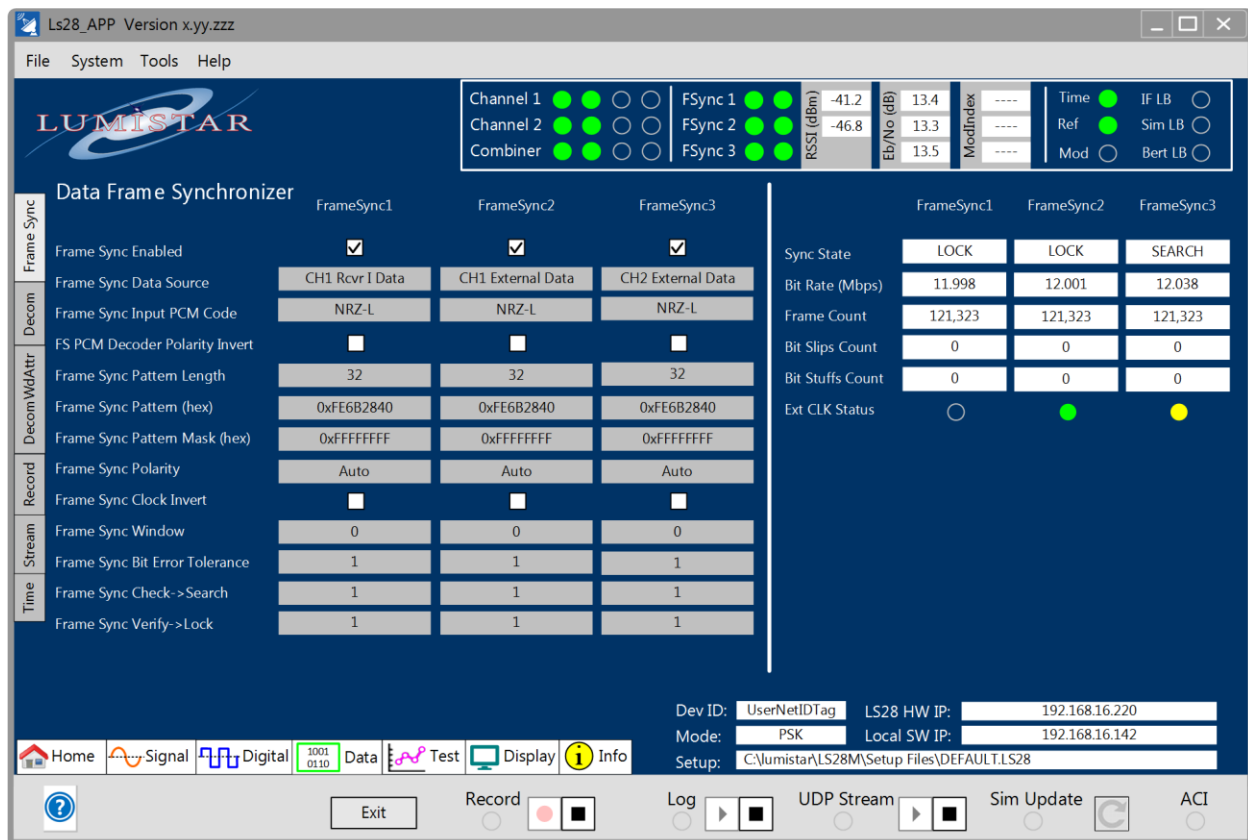 Ls28_APP Version x.yy.zzz
File System Tools Help
LUMISTAR
Channel 1 FSync 1
Channel 2 FSync 2
Combiner FSync 3
RSSI (dBm)
-41.2
-46.8
Eb/No (dB)
13.4
13.3
13.5
ModIndex
----
----
----
Time IF LB
Ref Sim LB
Mod Bert LB
Frame Sync
Decom
Decom WdAttr
Record
Stream
Time
Data Frame Synchronizer
FrameSync1 FrameSync2 FrameSync3
Frame Sync Enabled
Frame Sync Data Source CH1 Rcvr I Data CH1 External Data CH2 External Data
Frame Sync Input PCM Code NRZ-L NRZ-L NRZ-L
FS PCM Decoder Polarity Invert
Frame Sync Pattern Length 32 32 32
Frame Sync Pattern (hex) 0xFE6B2840 0xFE6B2840 0xFE6B2840
Frame Sync Pattern Mask (hex) 0xFFFFFFFF 0xFFFFFFFF 0xFFFFFFFF
Frame Sync Polarity Auto Auto Auto
Frame Sync Clock Invert
Frame Sync Window 0 0 0
Frame Sync Bit Error Tolerance 1 1 1
Frame Sync Check->Search 1 1 1
Frame Sync Verify->Lock 1 1 1
FrameSync1 FrameSync2 FrameSync3
Sync State LOCK LOCK SEARCH
Bit Rate (Mbps) 11.998 12.001 12.038
Frame Count 121,323 121,323 121,323
Bit Slips Count 0 0 0
Bit Stuffs Count 0 0 0
Ext CLK Status
Dev ID: UserNetIDTag LS28 HW IP: 192.168.16.220
Mode: PSK Local SW IP: 192.168.16.142
Setup: C:\lumistar\LS28M\Setup Files\DEFAULT.LS28
Home Signal Digital 1001 0110 Data Test Display i Info
? Exit Record Log UDP Stream Sim Update ACI